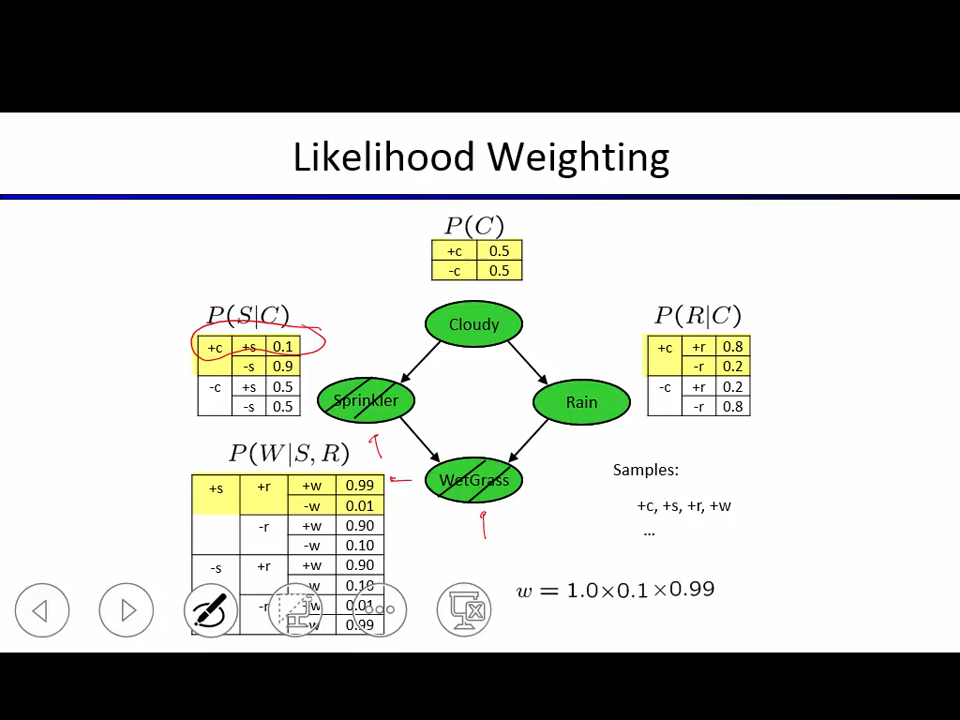 Likelihood Weighting
P(C)
+c 0.5
-c 0.5
Cloudy
P(S|C)
+c +s 0.1
-s 0.9
-c +s 0.5
-s 0.5
P(R|C)
+c +r 0.8
-r 0.2
-c +r 0.2
-r 0.8
Sprinkler
Rain
WetGrass
P(W|S, R)
+s +r +w 0.99
-w 0.01
-r +w 0.90
-w 0.10
-s +r +w 0.90
-w 0.10
-r +w 0.01
-w 0.99
Samples:
+c, +s, +r, +w
...
w = 1.0×0.1×0.99